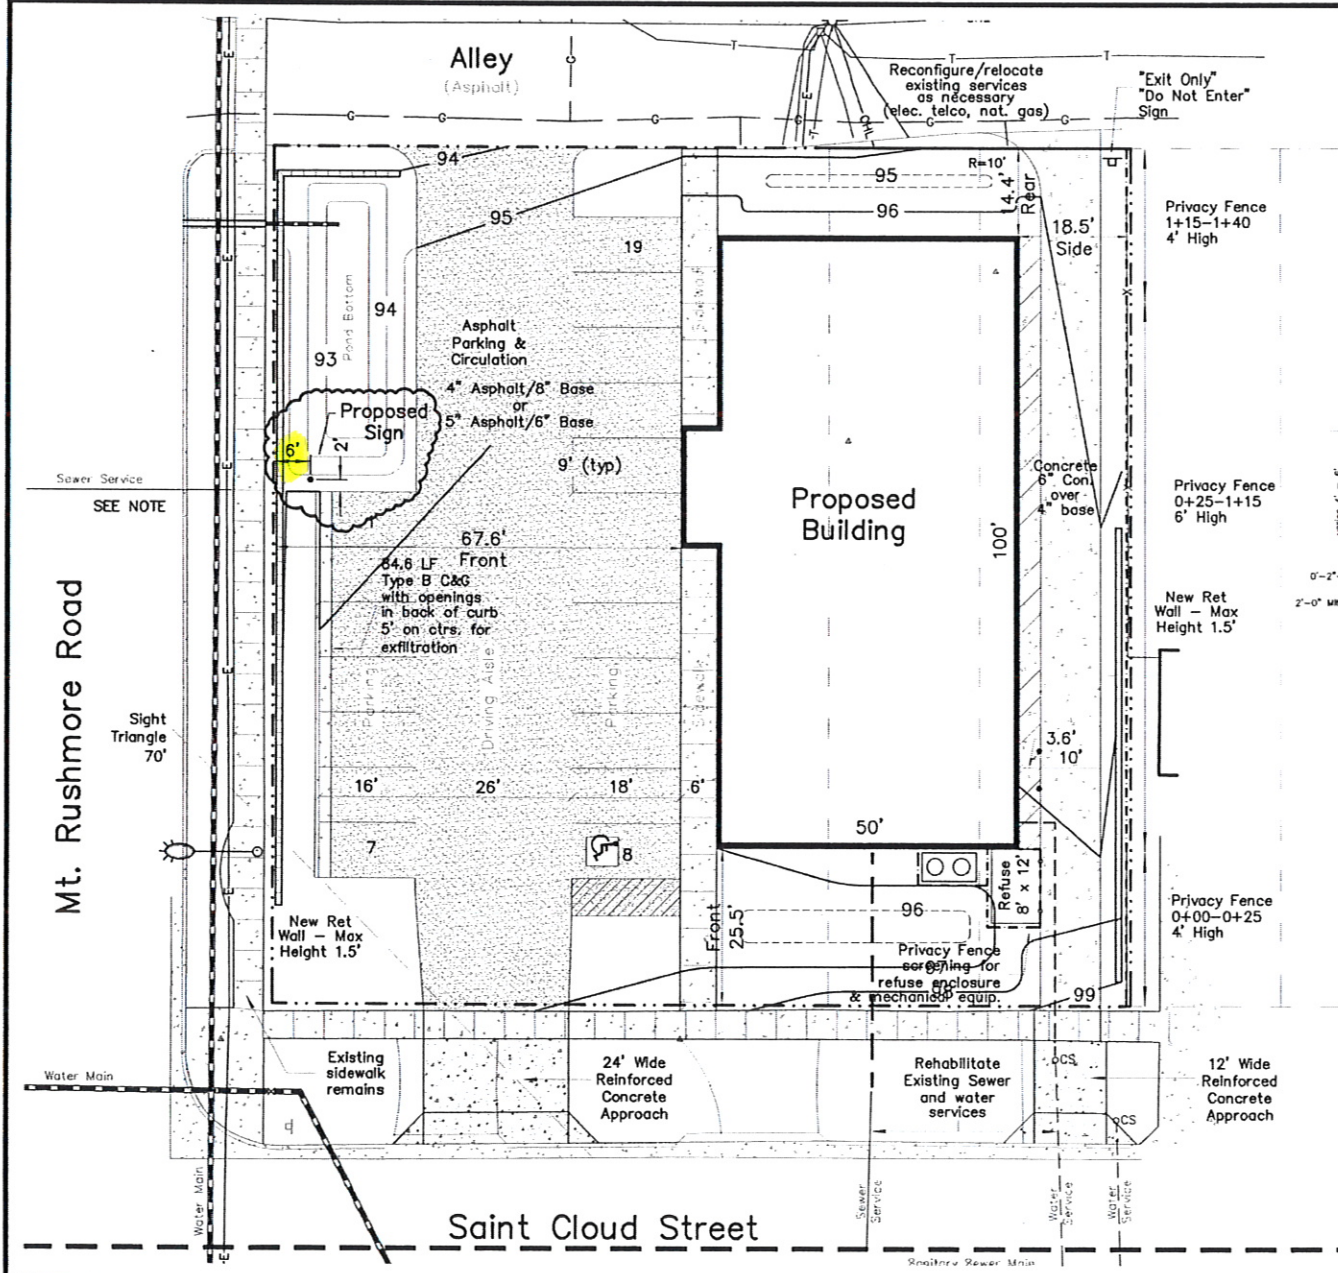 Alley
(Asphalt)
Reconfigure/relocate
existing services
as necessary
(elec. telco, nat. gas)
"Exit Only"
"Do Not Enter"
Sign
G
T
E
OHL
R=10'
14.4'
Rear
18.5'
Side
94
95
95
96
19
Privacy Fence
1+15-1+40
4' High
Pond Bottom
94
93
Asphalt
Parking &
Circulation
4" Asphalt/8" Base
or
5" Asphalt/6" Base
Proposed
Sign
6'
2'
9' (typ)
Sidewalk
Sewer Service
SEE NOTE
Concrete
6" Con.
over
4" base
Proposed
Building
100'
Privacy Fence
0+25-1+15
6' High
67.6'
Front
64.6 LF
Type B C&G
with openings
in back of curb
5' on ctrs. for
exfiltration
New Ret
Wall - Max
Height 1.5'
0'-2"
Mt. Rushmore Road
Sight
Triangle
70'
Parking
Driving Aisle
Parking
Sidewalk
16'
26'
18'
6'
3.6'
10'
50'
7
8
Refuse
8' x 12'
New Ret
Wall - Max
Height 1.5'
Front
25.5'
96
Privacy Fence
screening for
refuse enclosure
& mechanical equip.
97
98
99
Privacy Fence
0+00-0+25
4' High
Water Main
Existing
sidewalk
remains
24' Wide
Reinforced
Concrete
Approach
Rehabilitate
Existing Sewer
and water
services
CS
CS
12' Wide
Reinforced
Concrete
Approach
Water Main
Sewer
Service
Water
Service
Water
Service
Saint Cloud Street
Sanitary Sewer Main